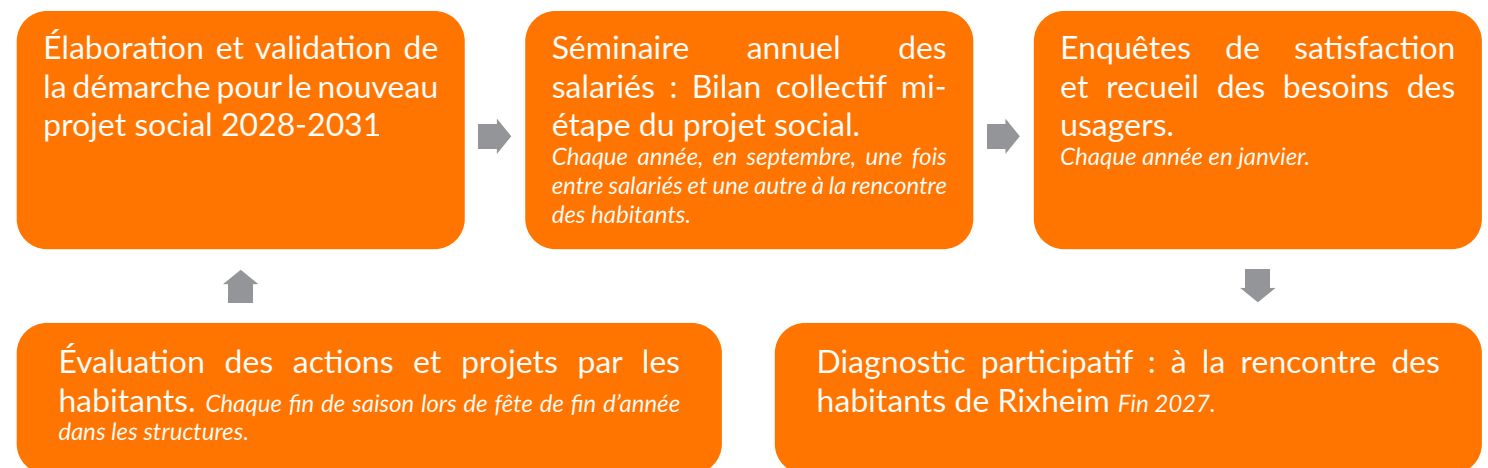 Élaboration et validation de
la démarche pour le nouveau
projet social 2028-2031
Séminaire annuel des
salariés : Bilan collectif mi-
étape du projet social.
Chaque année, en septembre, une fois
entre salariés et une autre à la rencontre
des habitants.
Enquêtes de satisfaction
et recueil des besoins des
usagers.
Chaque année en janvier.
Évaluation des actions et projets par les
habitants. Chaque fin de saison lors de fête de fin d’année
dans les structures.
Diagnostic participatif : à la rencontre des
habitants de Rixheim Fin 2027.